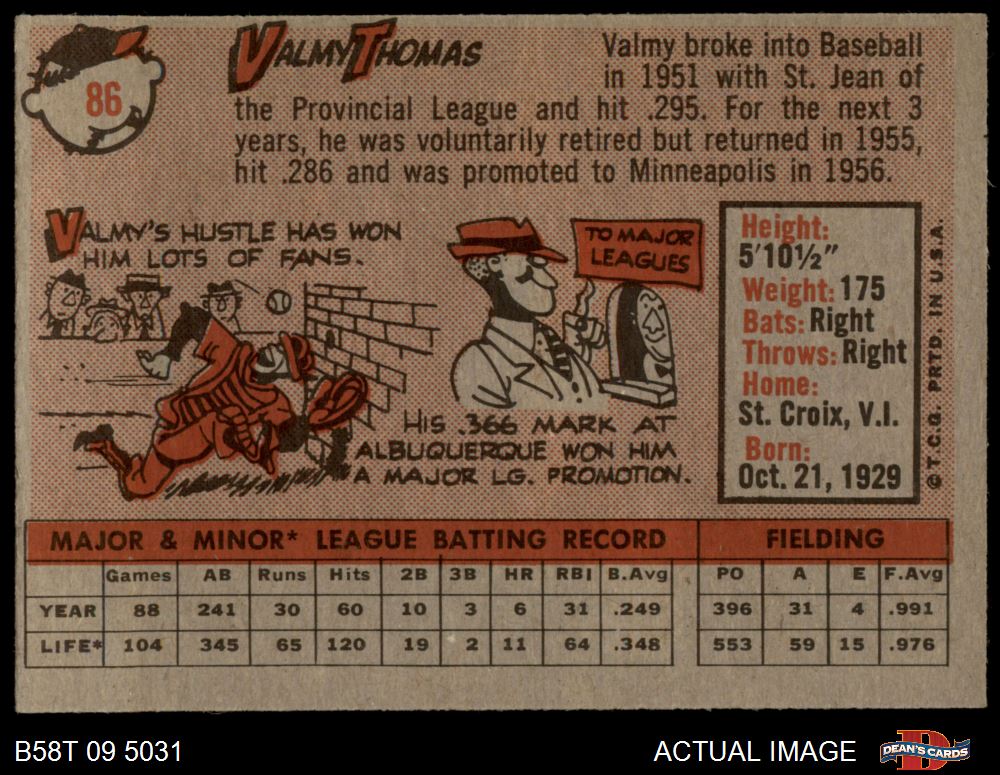 86
VALMY THOMAS
Valmy broke into Baseball
in 1951 with St. Jean of
the Provincial League and hit .295. For the next 3
years, he was voluntarily retired but returned in 1955,
hit .286 and was promoted to Minneapolis in 1956.
VALMY'S HUSTLE HAS WON
HIM LOTS OF FANS.
TO MAJOR
LEAGUES
HIS .366 MARK AT
ALBUQUERQUE WON HIM
A MAJOR LG. PROMOTION.
Height:
5'10½"
Weight: 175
Bats: Right
Throws: Right
Home:
St. Croix, V.I.
Born:
Oct. 21, 1929
© T.C.G. PRTD. IN U.S.A.
MAJOR & MINOR* LEAGUE BATTING RECORD FIELDING
Games AB Runs Hits 2B 3B HR RBI B.Avg PO A E F.Avg
YEAR 88 241 30 60 10 3 6 31 .249 396 31 4 .991
LIFE* 104 345 65 120 19 2 11 64 .348 553 59 15 .976
B58T 09 5031 ACTUAL IMAGE DEAN'S CARDS